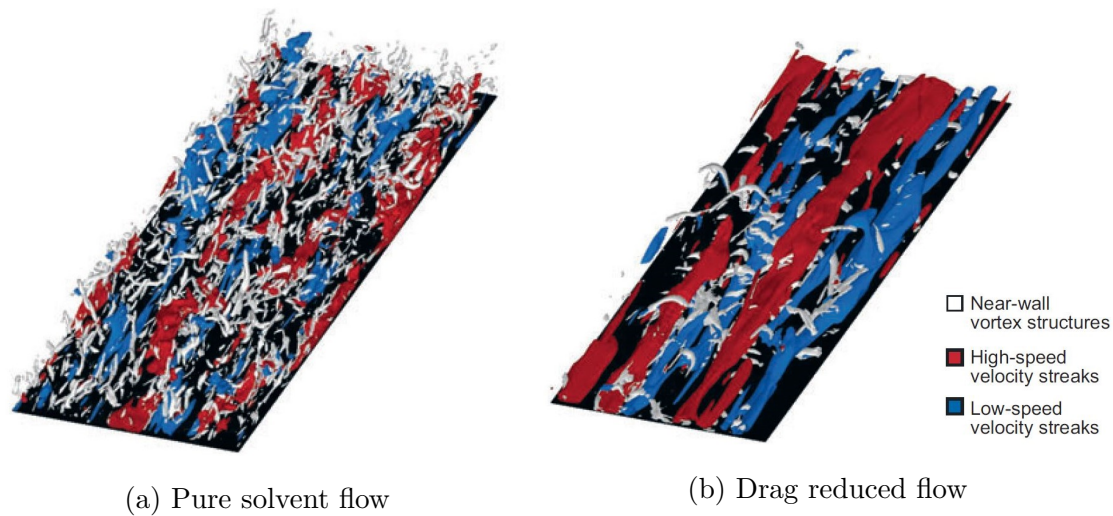 Near-wall
vortex structures
High-speed
velocity streaks
Low-speed
velocity streaks
(a) Pure solvent flow
(b) Drag reduced flow